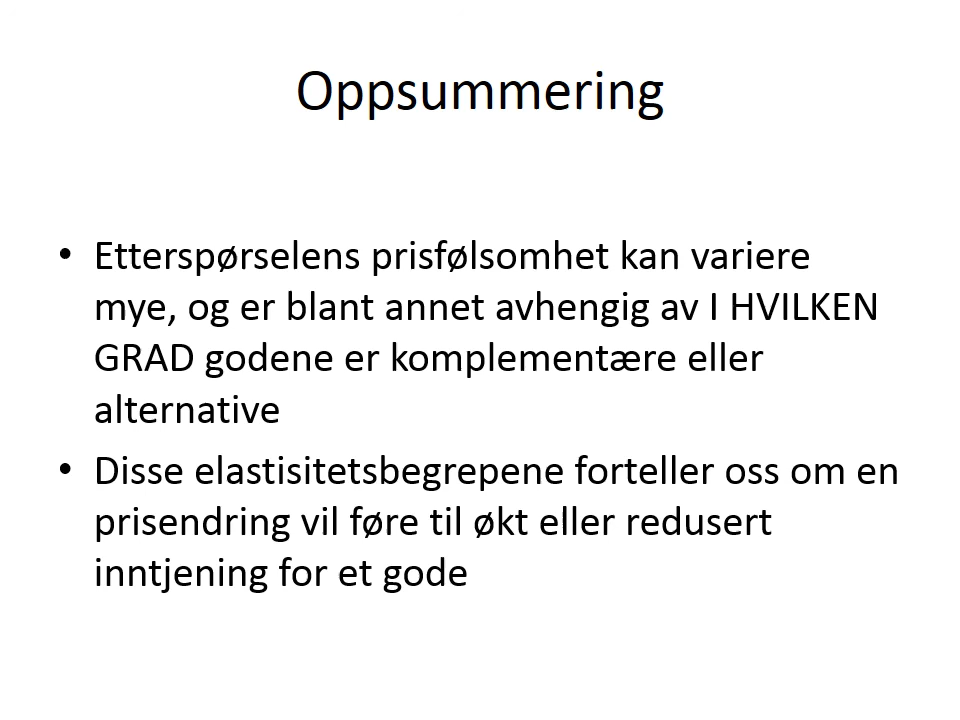 Oppsummering
• Etterspørselens prisfølsomhet kan variere
mye, og er blant annet avhengig av I HVILKEN
GRAD godene er komplementære eller
alternative
• Disse elastisitetsbegrepene forteller oss om en
prisendring vil føre til økt eller redusert
inntjening for et gode